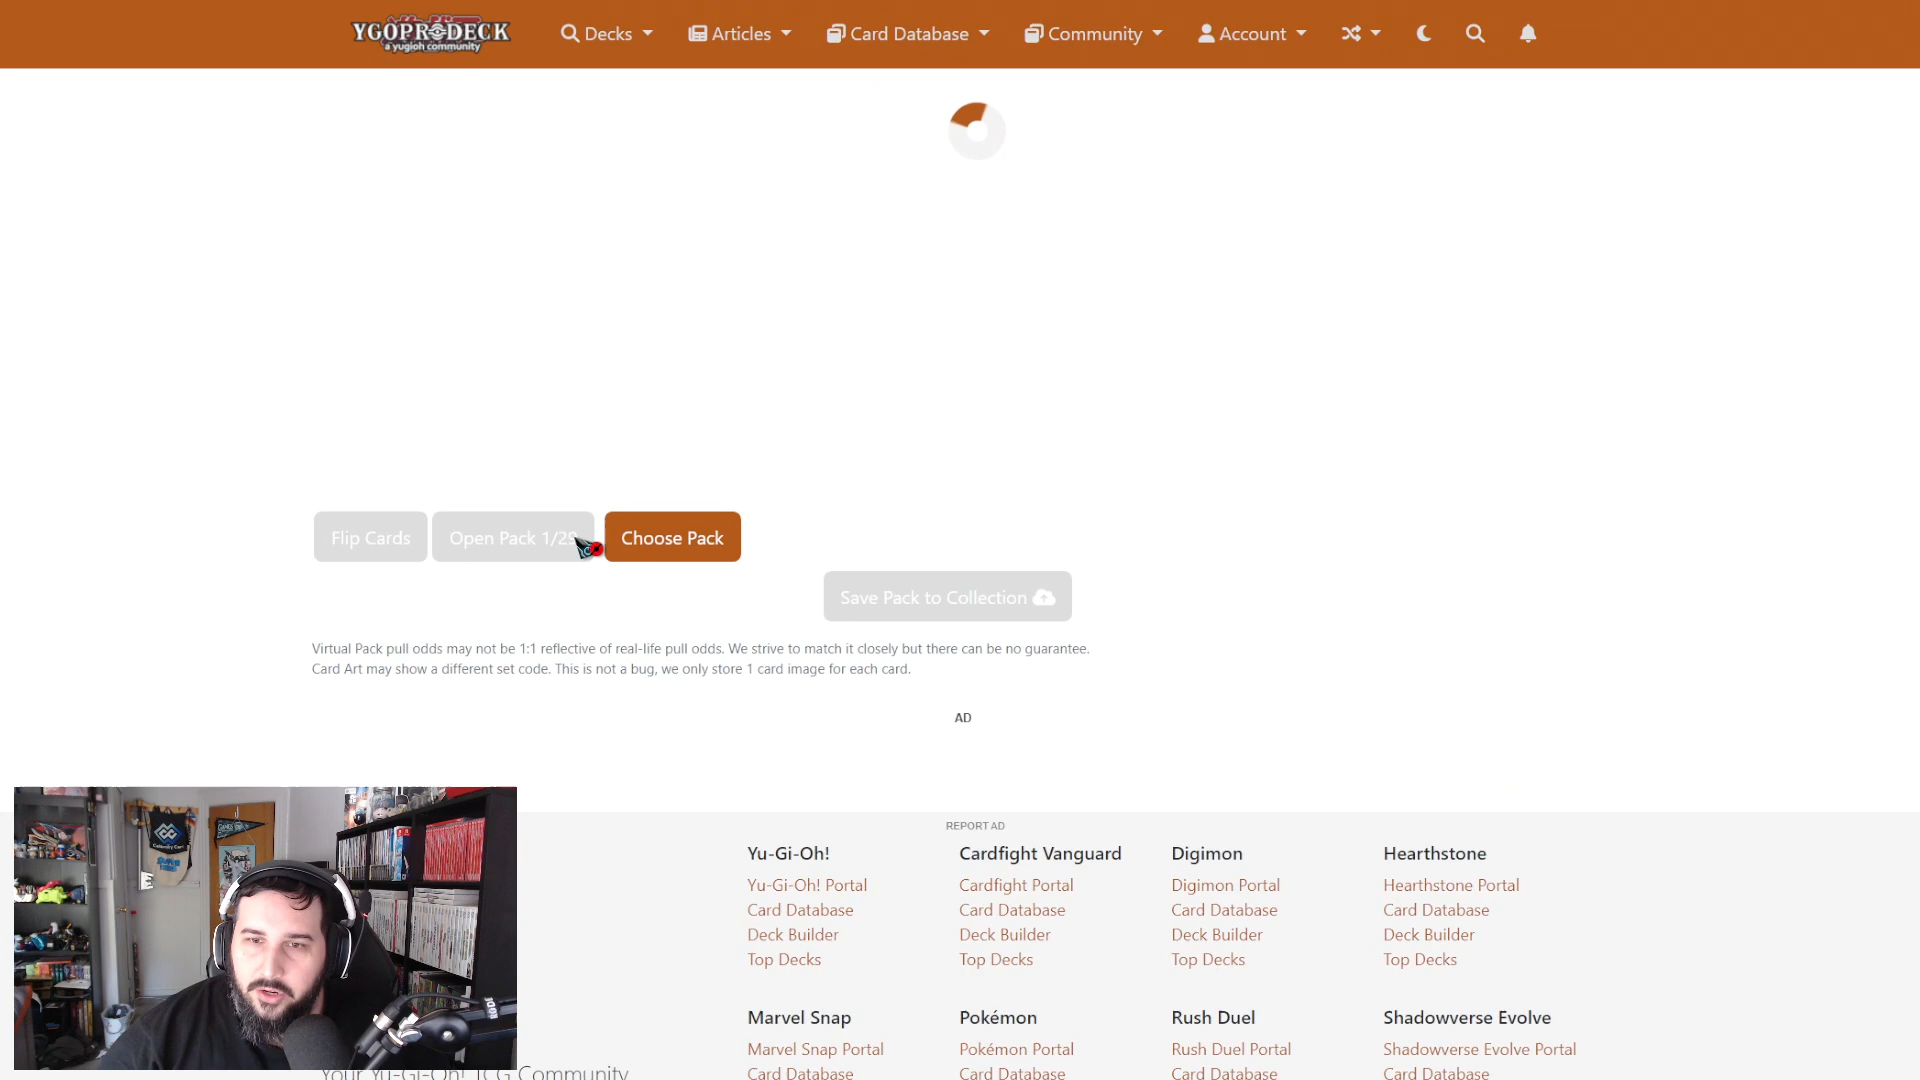 YGOPRODECK
a yugioh community
Decks
Articles
Card Database
Community
Account
Flip Cards
Open Pack 1/29
Choose Pack
Save Pack to Collection
Virtual Pack pull odds may not be 1:1 reflective of real-life pull odds. We strive to match it closely but there can be no guarantee.
Card Art may show a different set code. This is not a bug, we only store 1 card image for each card.
AD
REPORT AD
Yu-Gi-Oh!
Yu-Gi-Oh! Portal
Card Database
Deck Builder
Top Decks
Cardfight Vanguard
Cardfight Portal
Card Database
Deck Builder
Top Decks
Digimon
Digimon Portal
Card Database
Deck Builder
Top Decks
Hearthstone
Hearthstone Portal
Card Database
Deck Builder
Top Decks
Marvel Snap
Marvel Snap Portal
Card Database
Pokémon
Pokémon Portal
Card Database
Rush Duel
Rush Duel Portal
Card Database
Shadowverse Evolve
Shadowverse Evolve Portal
Card Database
Your Yu-Gi-Oh! TCG Community